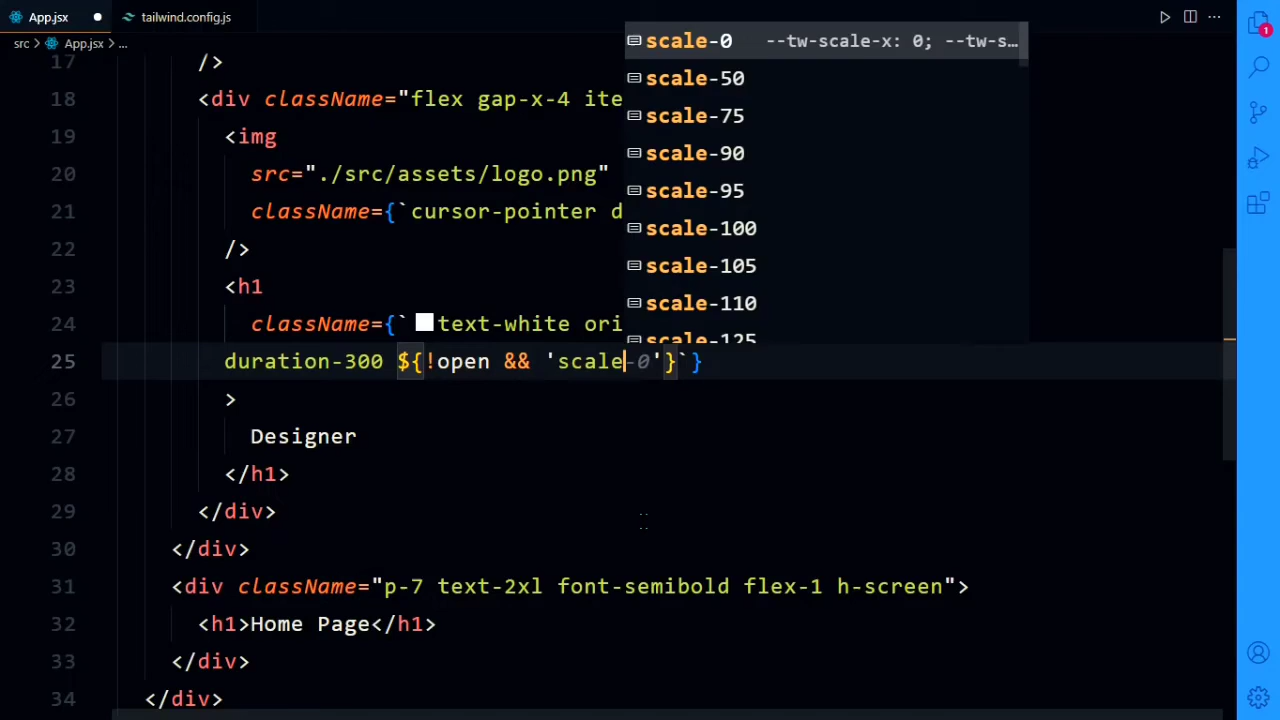 App.jsx
tailwind.config.js
src > App.jsx > ...
17 />
18 <div className="flex gap-x-4 ite
19 <img
20 src="./src/assets/logo.png"
21 className={`cursor-pointer d
22 />
23 <h1
24 className={`text-white ori
25 duration-300 ${!open && 'scale-0'}`}
26 >
27 Designer
28 </h1>
29 </div>
30 </div>
31 <div className="p-7 text-2xl font-semibold flex-1 h-screen">
32 <h1>Home Page</h1>
33 </div>
34 </div>
scale-0 --tw-scale-x: 0; --tw-s…
scale-50
scale-75
scale-90
scale-95
scale-100
scale-105
scale-110
scale-125
1